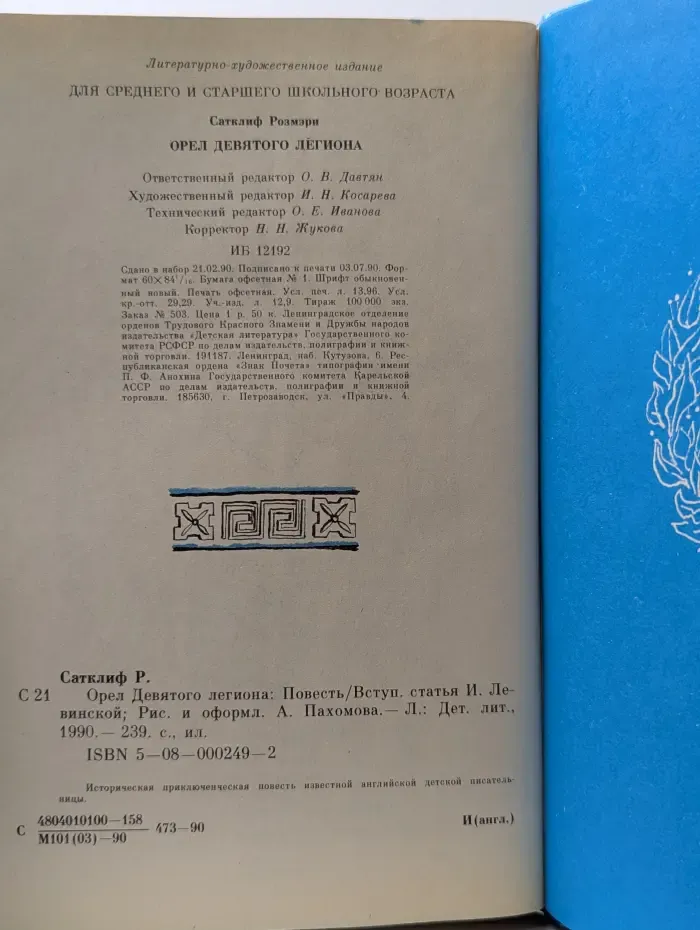 Литературно-художественное издание
ДЛЯ СРЕДНЕГО И СТАРШЕГО ШКОЛЬНОГО ВОЗРАСТА
Сатклиф Розмэри
ОРЕЛ ДЕВЯТОГО ЛЕГИОНА
Ответственный редактор О. В. Давтян
Художественный редактор И. Н. Косарева
Технический редактор О. Е. Иванова
Корректор Н. Н. Жукова
ИБ 12192
Сдано в набор 21.02.90. Подписано к печати 03.07.90. Фор-
мат 60×84¹/₁₆. Бумага офсетная № 1. Шрифт обыкновен-
ный новый. Печать офсетная. Усл. печ. л. 13,96. Усл.
кр.-отт. 29,29. Уч.-изд. л. 12,9. Тираж 100 000 экз.
Заказ № 503. Цена 1 р. 50 к. Ленинградское отделение
орденов Трудового Красного Знамени и Дружбы народов
издательства «Детская литература» Государственного ко-
митета РСФСР по делам издательств, полиграфии и книж-
ной торговли. 191187. Ленинград, наб. Кутузова, 6. Рес-
публиканская ордена «Знак Почета» типография имени
П. Ф. Анохина Государственного комитета Карельской
АССР по делам издательств, полиграфии и книжной
торговли. 185630, г. Петрозаводск, ул. «Правды», 4.
Сатклиф Р.
С 21 Орел Девятого легиона: Повесть/Вступ. статья И. Ле-
винской; Рис. и оформл. А. Пахомова.— Л.: Дет. лит.,
1990.— 239. с., ил.
ISBN 5—08—000249—2
Историческая приключенческая повесть известной английской детской писатель-
ницы.
С 4804010100—158 473—90 И(англ.)
М101(03)—90